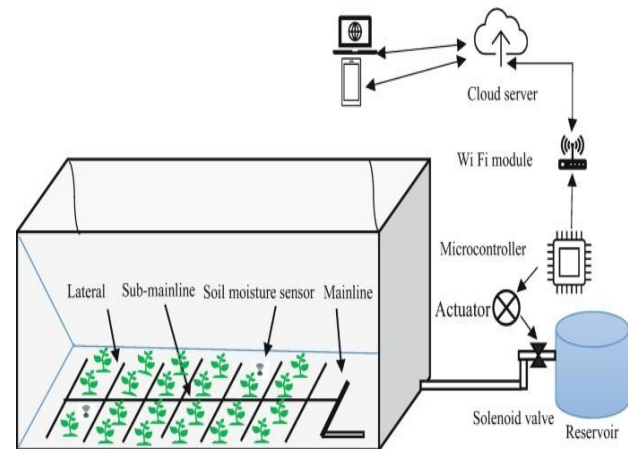 Cloud server
Wi Fi module
Microcontroller
Lateral
Sub-mainline
Soil moisture sensor
Mainline
Actuator
Solenoid valve
Reservoir